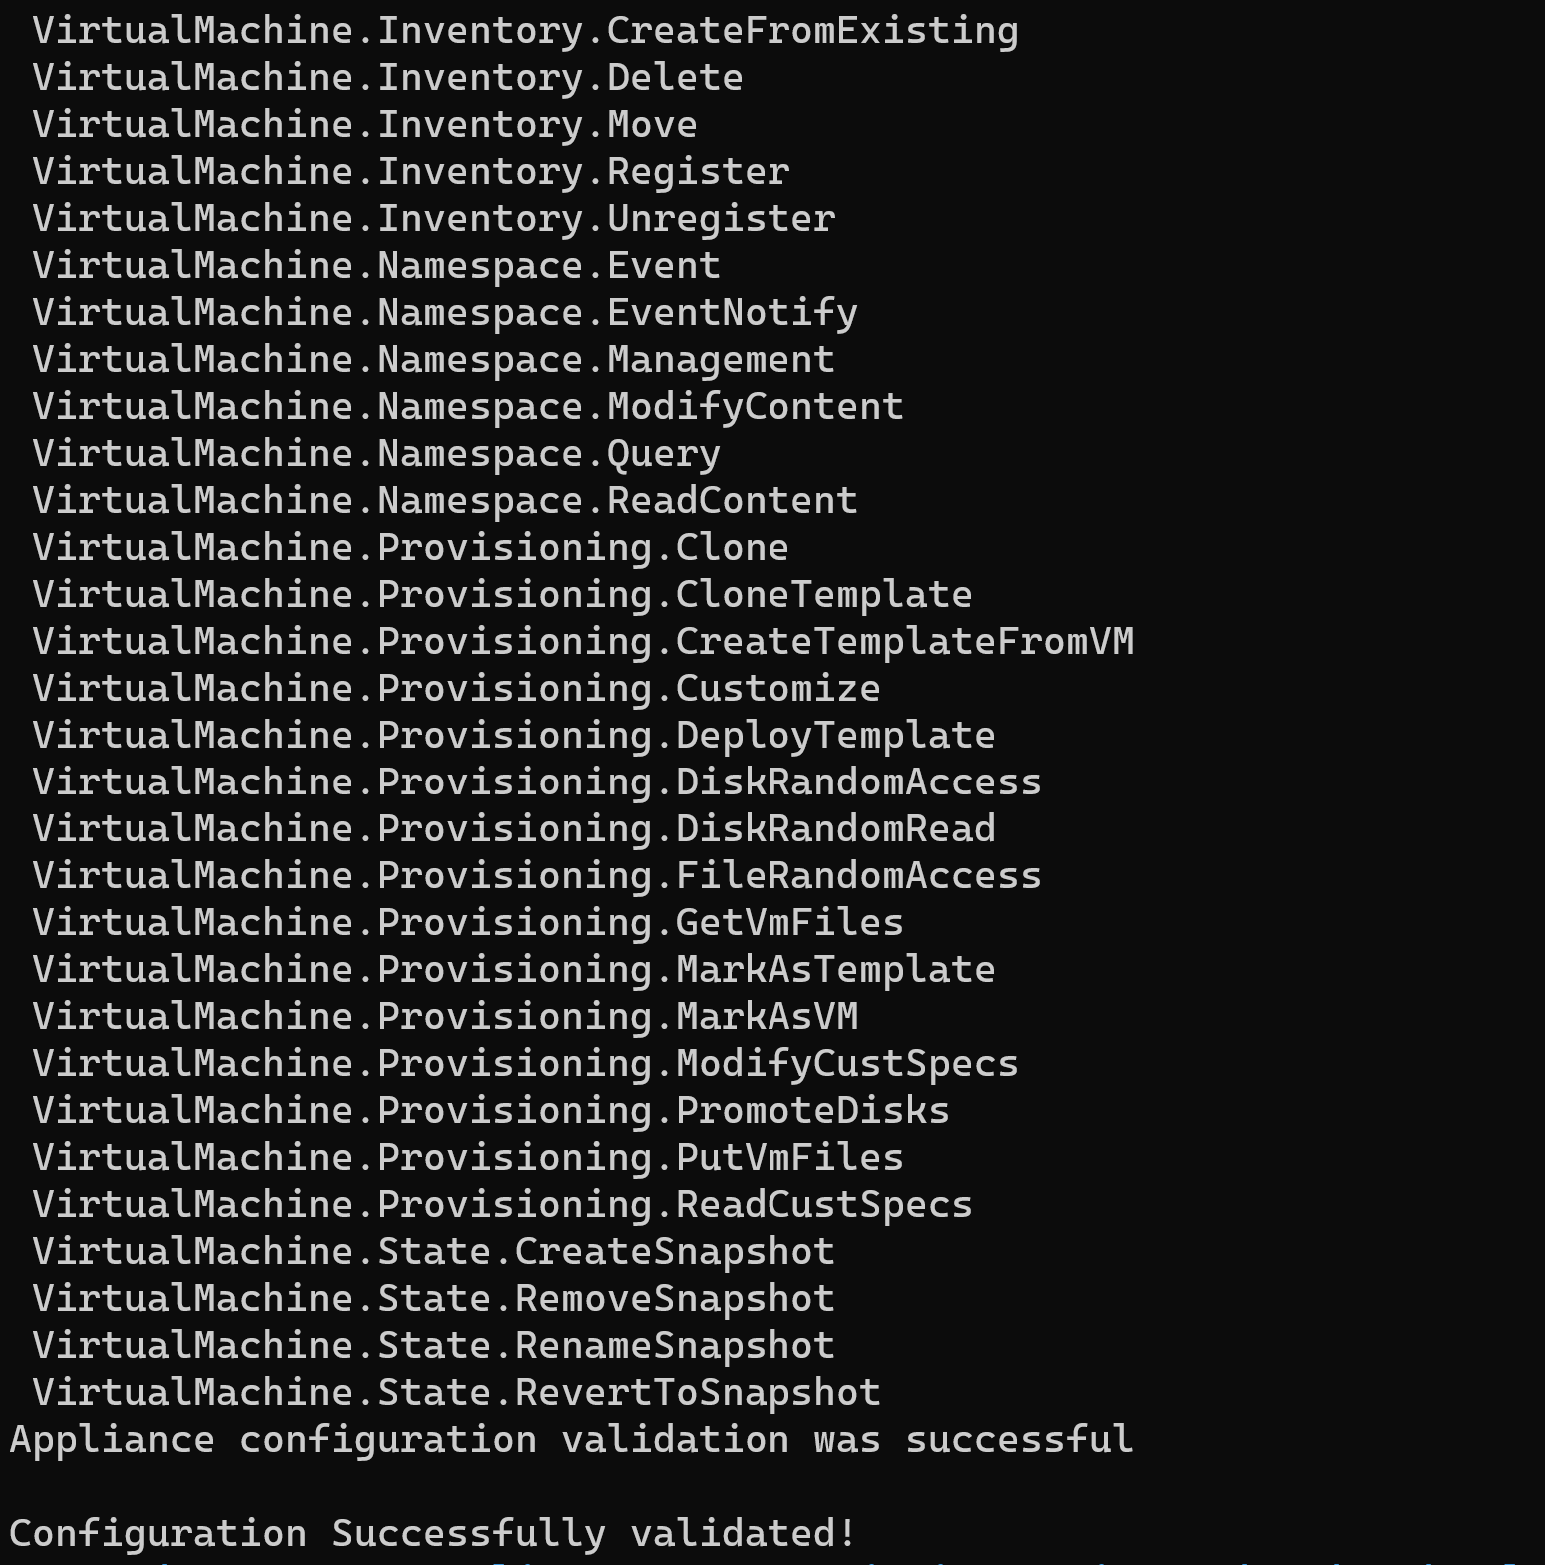 VirtualMachine.Inventory.CreateFromExisting
VirtualMachine.Inventory.Delete
VirtualMachine.Inventory.Move
VirtualMachine.Inventory.Register
VirtualMachine.Inventory.Unregister
VirtualMachine.Namespace.Event
VirtualMachine.Namespace.EventNotify
VirtualMachine.Namespace.Management
VirtualMachine.Namespace.ModifyContent
VirtualMachine.Namespace.Query
VirtualMachine.Namespace.ReadContent
VirtualMachine.Provisioning.Clone
VirtualMachine.Provisioning.CloneTemplate
VirtualMachine.Provisioning.CreateTemplateFromVM
VirtualMachine.Provisioning.Customize
VirtualMachine.Provisioning.DeployTemplate
VirtualMachine.Provisioning.DiskRandomAccess
VirtualMachine.Provisioning.DiskRandomRead
VirtualMachine.Provisioning.FileRandomAccess
VirtualMachine.Provisioning.GetVmFiles
VirtualMachine.Provisioning.MarkAsTemplate
VirtualMachine.Provisioning.MarkAsVM
VirtualMachine.Provisioning.ModifyCustSpecs
VirtualMachine.Provisioning.PromoteDisks
VirtualMachine.Provisioning.PutVmFiles
VirtualMachine.Provisioning.ReadCustSpecs
VirtualMachine.State.CreateSnapshot
VirtualMachine.State.RemoveSnapshot
VirtualMachine.State.RenameSnapshot
VirtualMachine.State.RevertToSnapshot
Appliance configuration validation was successful
Configuration Successfully validated!